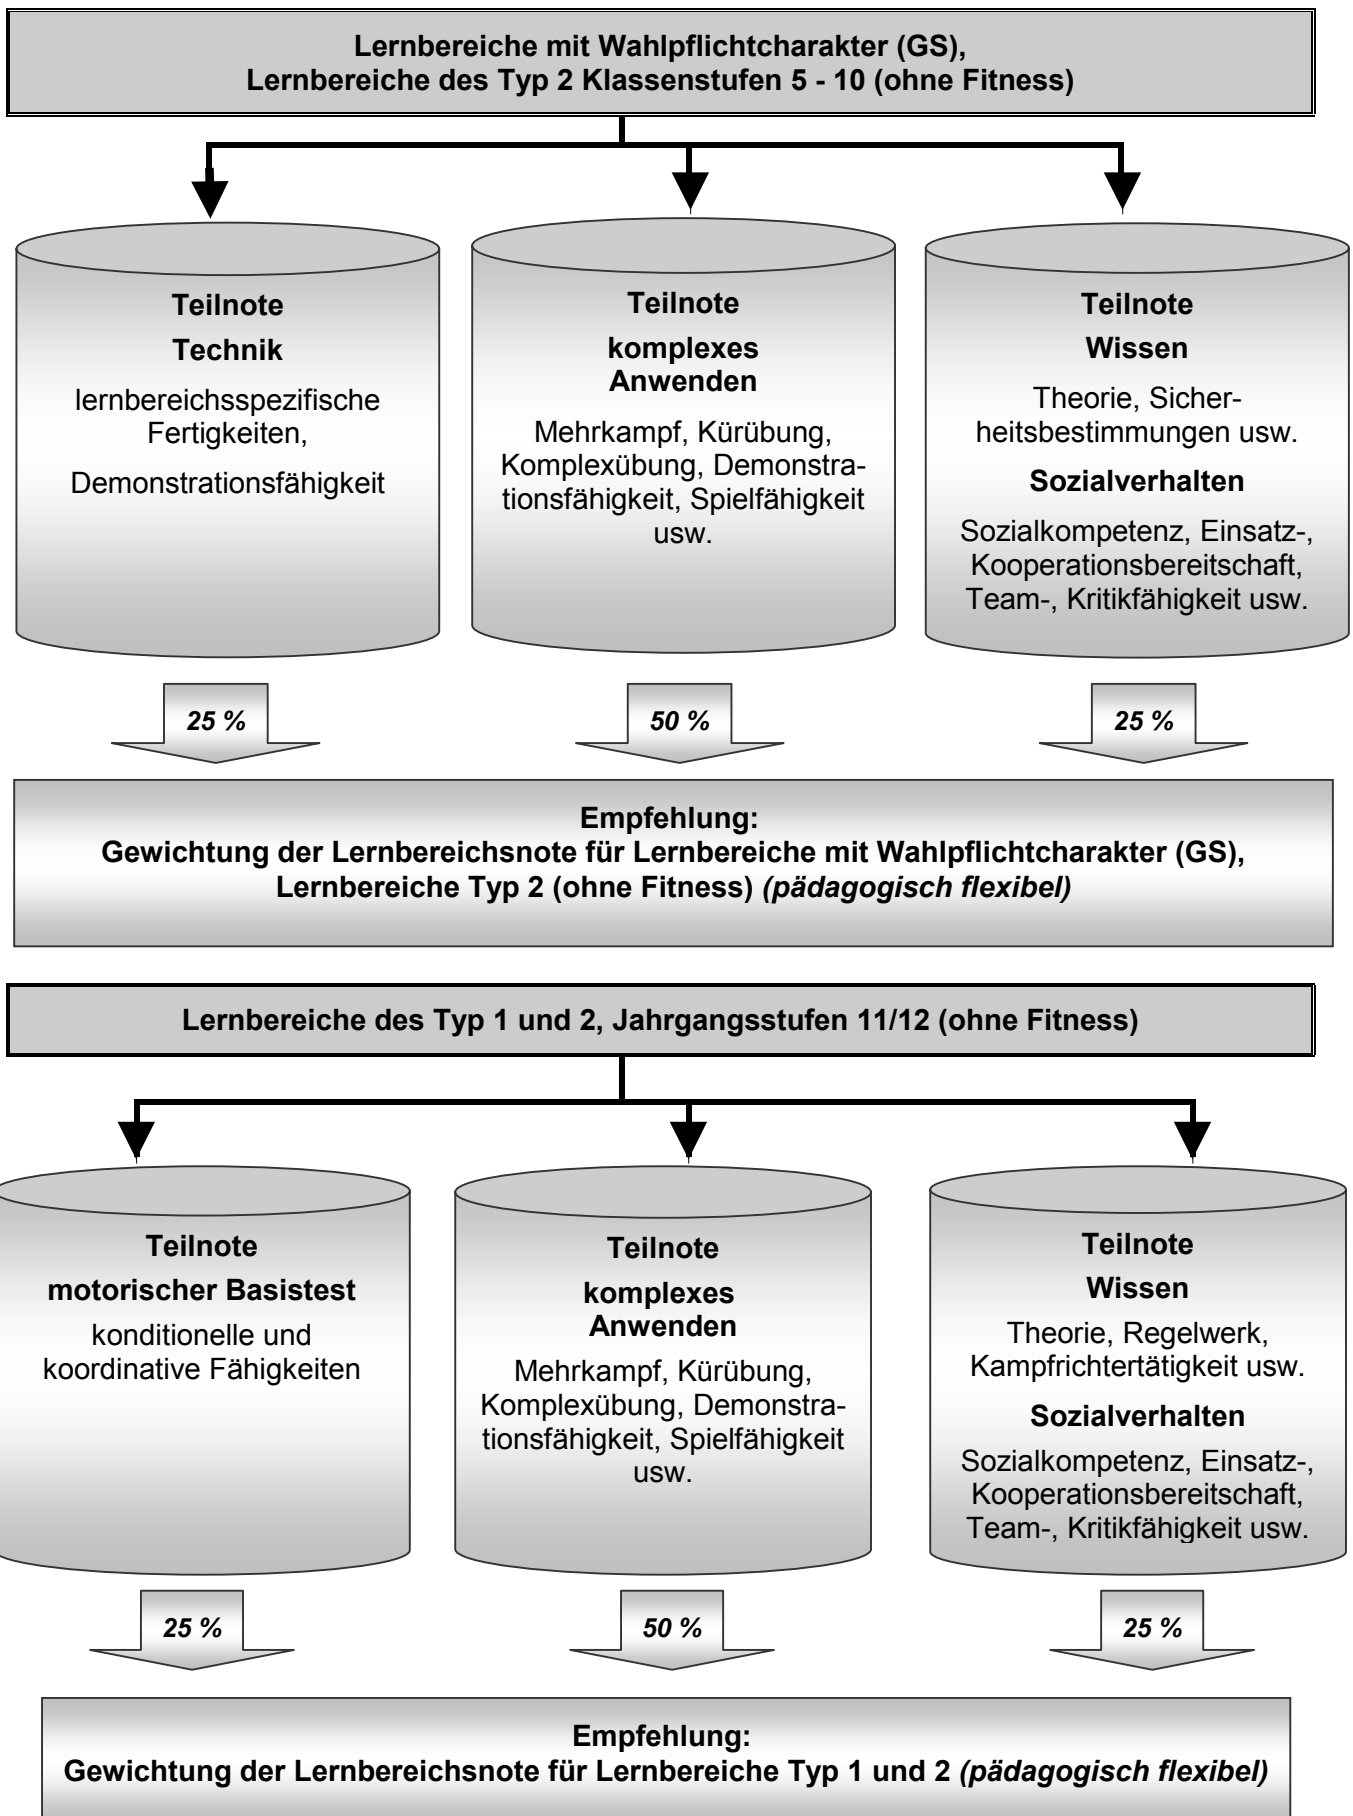 Lernbereiche mit Wahlpflichtcharakter (GS),
Lernbereiche des Typ 2 Klassenstufen 5 - 10 (ohne Fitness)
Teilnote
Technik
lernbereichsspezifische
Fertigkeiten,
Demonstrationsfähigkeit
Teilnote
komplexes
Anwenden
Mehrkampf, Kürübung,
Komplexübung, Demonstra-
tionsfähigkeit, Spielfähigkeit
usw.
Teilnote
Wissen
Theorie, Sicher-
heitsbestimmungen usw.
Sozialverhalten
Sozialkompetenz, Einsatz-,
Kooperationsbereitschaft,
Team-, Kritikfähigkeit usw.
25 %
50 %
25 %
Empfehlung:
Gewichtung der Lernbereichsnote für Lernbereiche mit Wahlpflichtcharakter (GS),
Lernbereiche Typ 2 (ohne Fitness) (pädagogisch flexibel)
Lernbereiche des Typ 1 und 2, Jahrgangsstufen 11/12 (ohne Fitness)
Teilnote
motorischer Basistest
konditionelle und
koordinative Fähigkeiten
Teilnote
komplexes
Anwenden
Mehrkampf, Kürübung,
Komplexübung, Demonstra-
tionsfähigkeit, Spielfähigkeit
usw.
Teilnote
Wissen
Theorie, Regelwerk,
Kampfrichtertätigkeit usw.
Sozialverhalten
Sozialkompetenz, Einsatz-,
Kooperationsbereitschaft,
Team-, Kritikfähigkeit usw.
25 %
50 %
25 %
Empfehlung:
Gewichtung der Lernbereichsnote für Lernbereiche Typ 1 und 2 (pädagogisch flexibel)